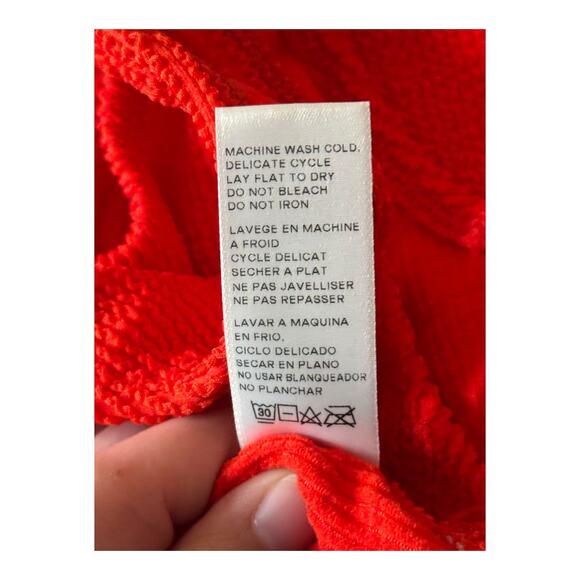 MACHINE WASH COLD,
DELICATE CYCLE
LAY FLAT TO DRY
DO NOT BLEACH
DO NOT IRON
LAVEGE EN MACHINE
A FROID
CYCLE DELICAT
SECHER A PLAT
NE PAS JAVELLISER
NE PAS REPASSER
LAVAR A MAQUINA
EN FRIO,
CICLO DELICADO
SECAR EN PLANO
NO USAR BLANQUEADOR
NO PLANCHAR
30